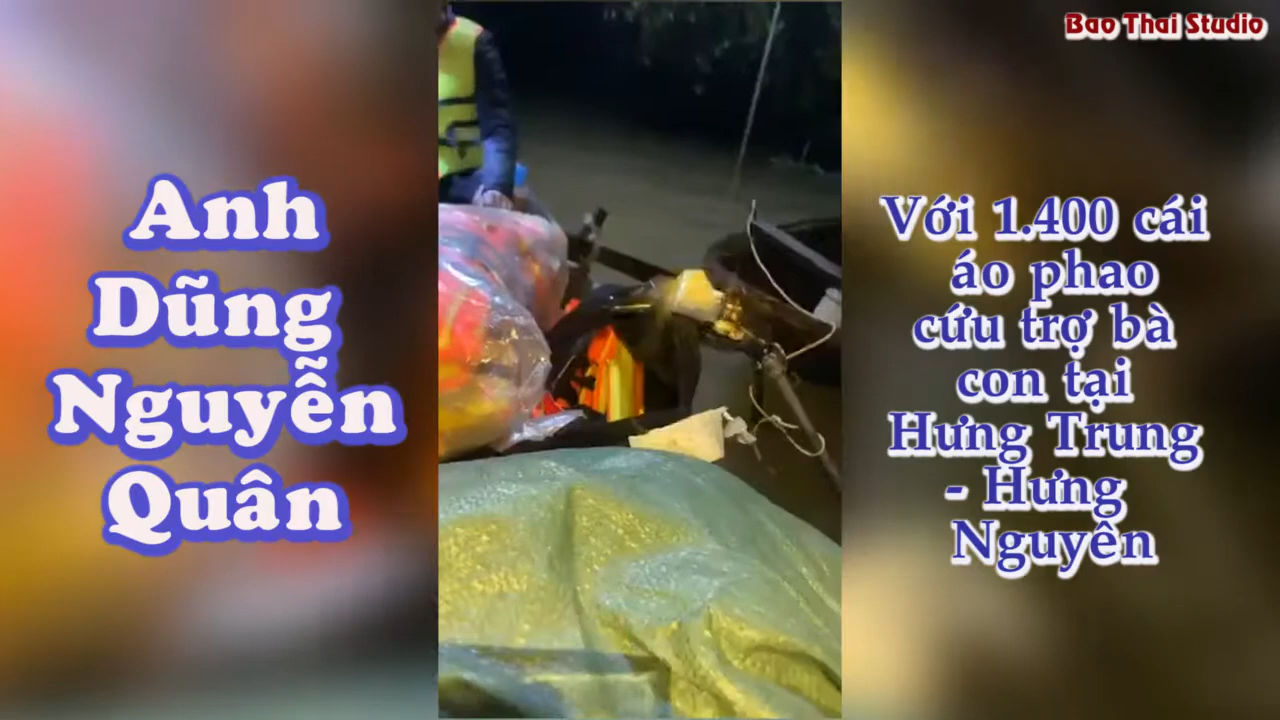 Bao Thai Studio
Anh
Dũng
Nguyễn
Quân
Với 1.400 cái
áo phao
cứu trợ bà
con tại
Hưng Trung
- Hưng
Nguyên